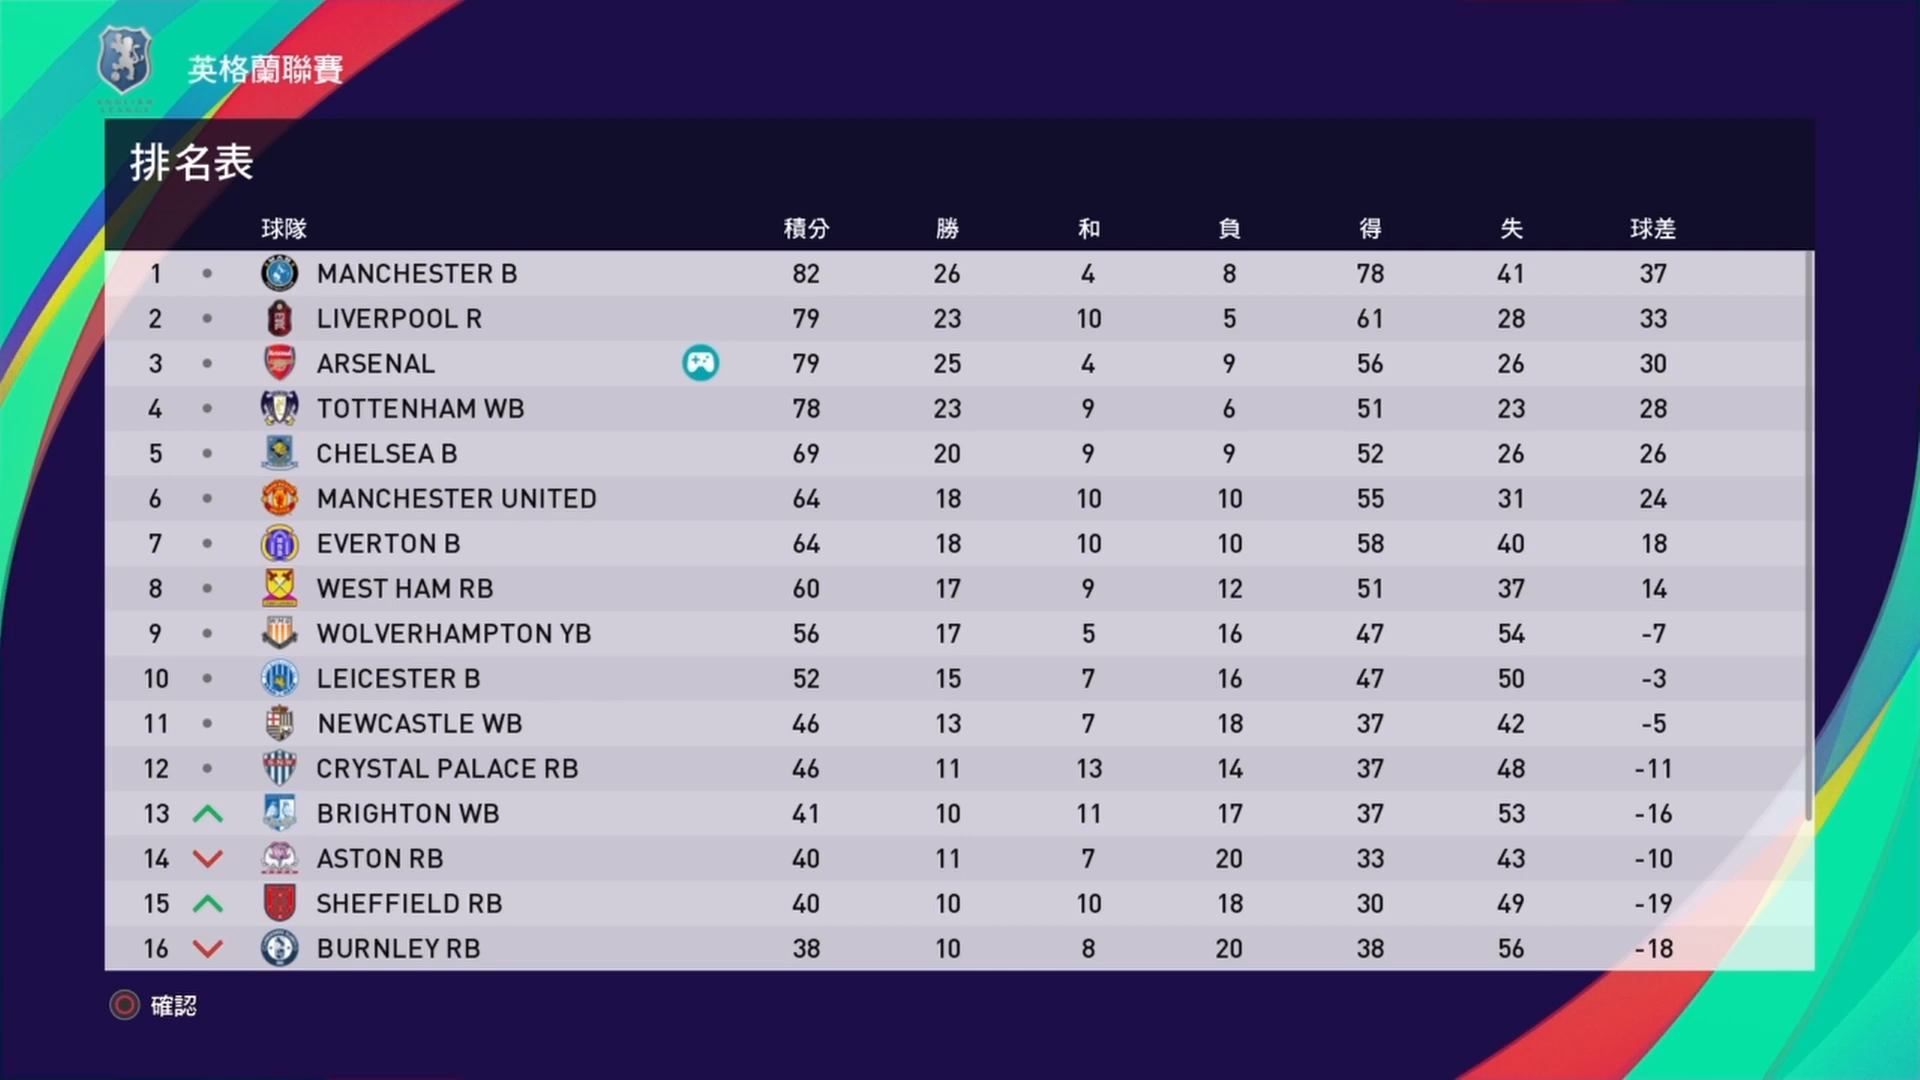 英格蘭聯賽
排名表
球隊 積分 勝 和 負 得 失 球差
1 MANCHESTER B 82 26 4 8 78 41 37
2 LIVERPOOL R 79 23 10 5 61 28 33
3 ARSENAL 79 25 4 9 56 26 30
4 TOTTENHAM WB 78 23 9 6 51 23 28
5 CHELSEA B 69 20 9 9 52 26 26
6 MANCHESTER UNITED 64 18 10 10 55 31 24
7 EVERTON B 64 18 10 10 58 40 18
8 WEST HAM RB 60 17 9 12 51 37 14
9 WOLVERHAMPTON YB 56 17 5 16 47 54 -7
10 LEICESTER B 52 15 7 16 47 50 -3
11 NEWCASTLE WB 46 13 7 18 37 42 -5
12 CRYSTAL PALACE RB 46 11 13 14 37 48 -11
13 BRIGHTON WB 41 10 11 17 37 53 -16
14 ASTON RB 40 11 7 20 33 43 -10
15 SHEFFIELD RB 40 10 10 18 30 49 -19
16 BURNLEY RB 38 10 8 20 38 56 -18
確認